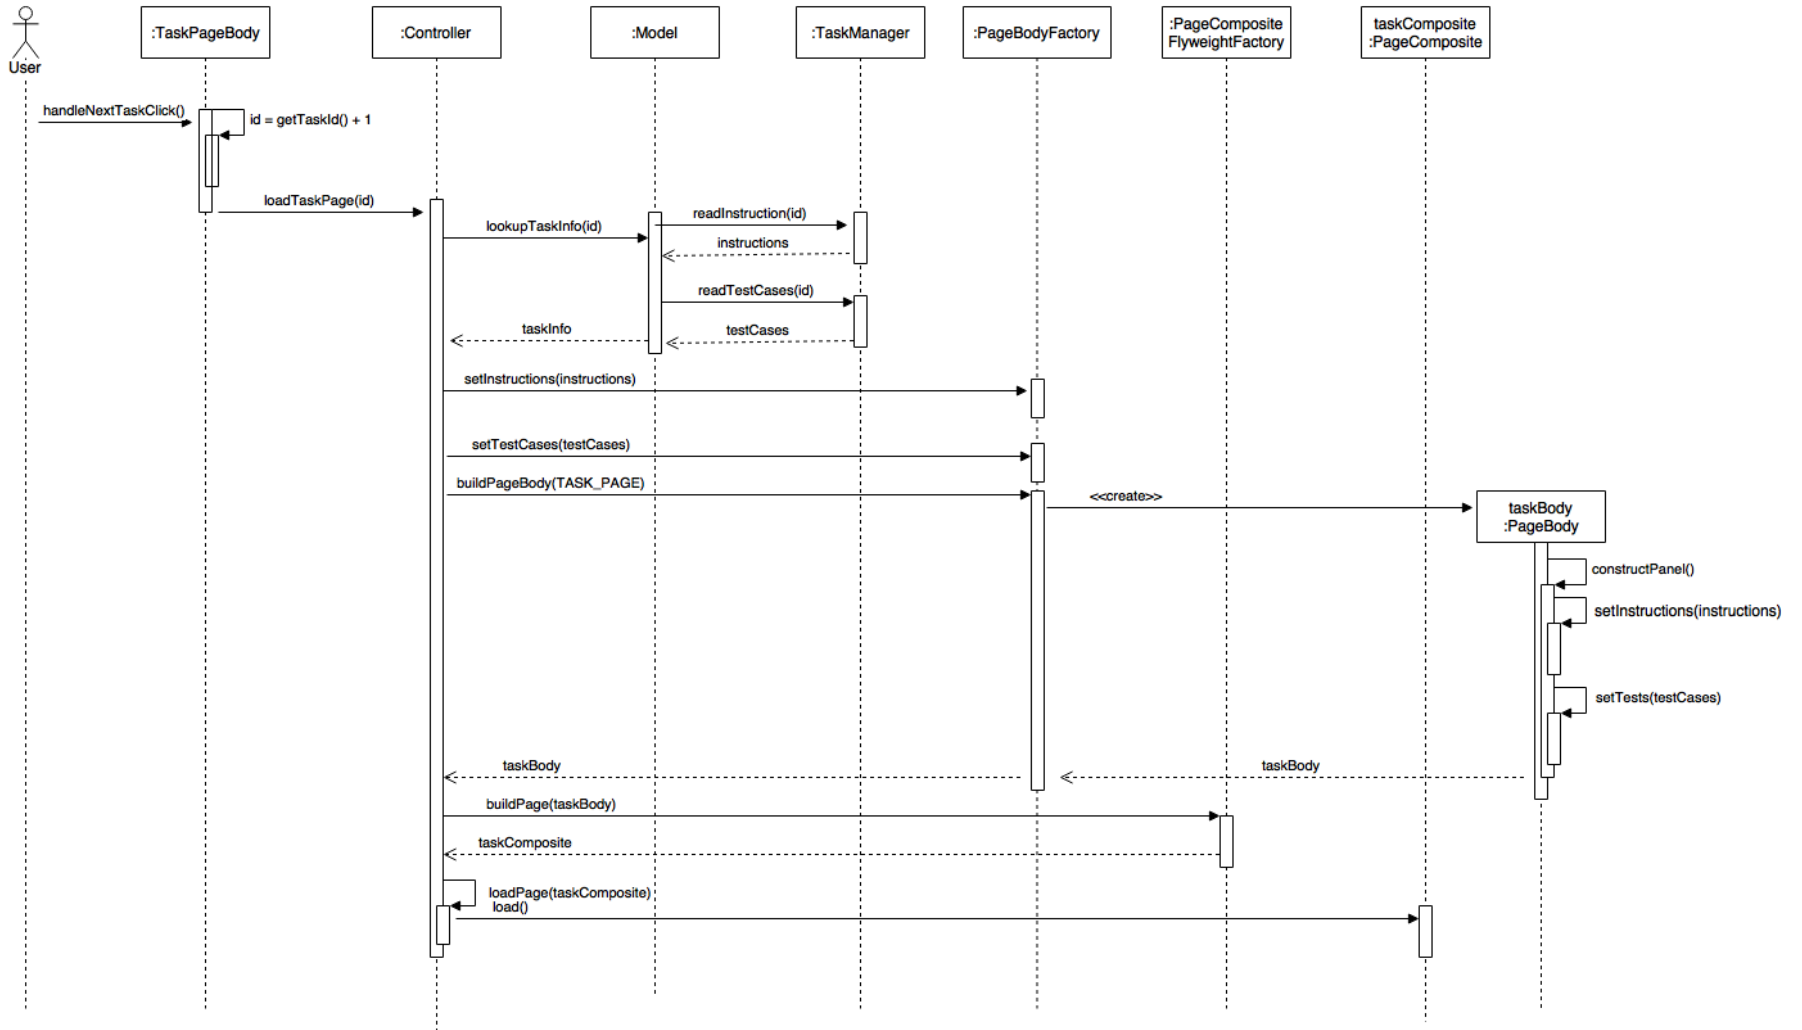 User
:TaskPageBody
:Controller
:Model
:TaskManager
:PageBodyFactory
:PageComposite
FlyweightFactory
taskComposite
:PageComposite
handleNextTaskClick()
id = getTaskId() + 1
loadTaskPage(id)
lookupTaskInfo(id)
readInstruction(id)
instructions
readTestCases(id)
taskInfo
testCases
setInstructions(instructions)
setTestCases(testCases)
buildPageBody(TASK_PAGE)
<<create>>
taskBody
:PageBody
constructPanel()
setInstructions(instructions)
setTests(testCases)
taskBody
taskBody
buildPage(taskBody)
taskComposite
loadPage(taskComposite)
load()